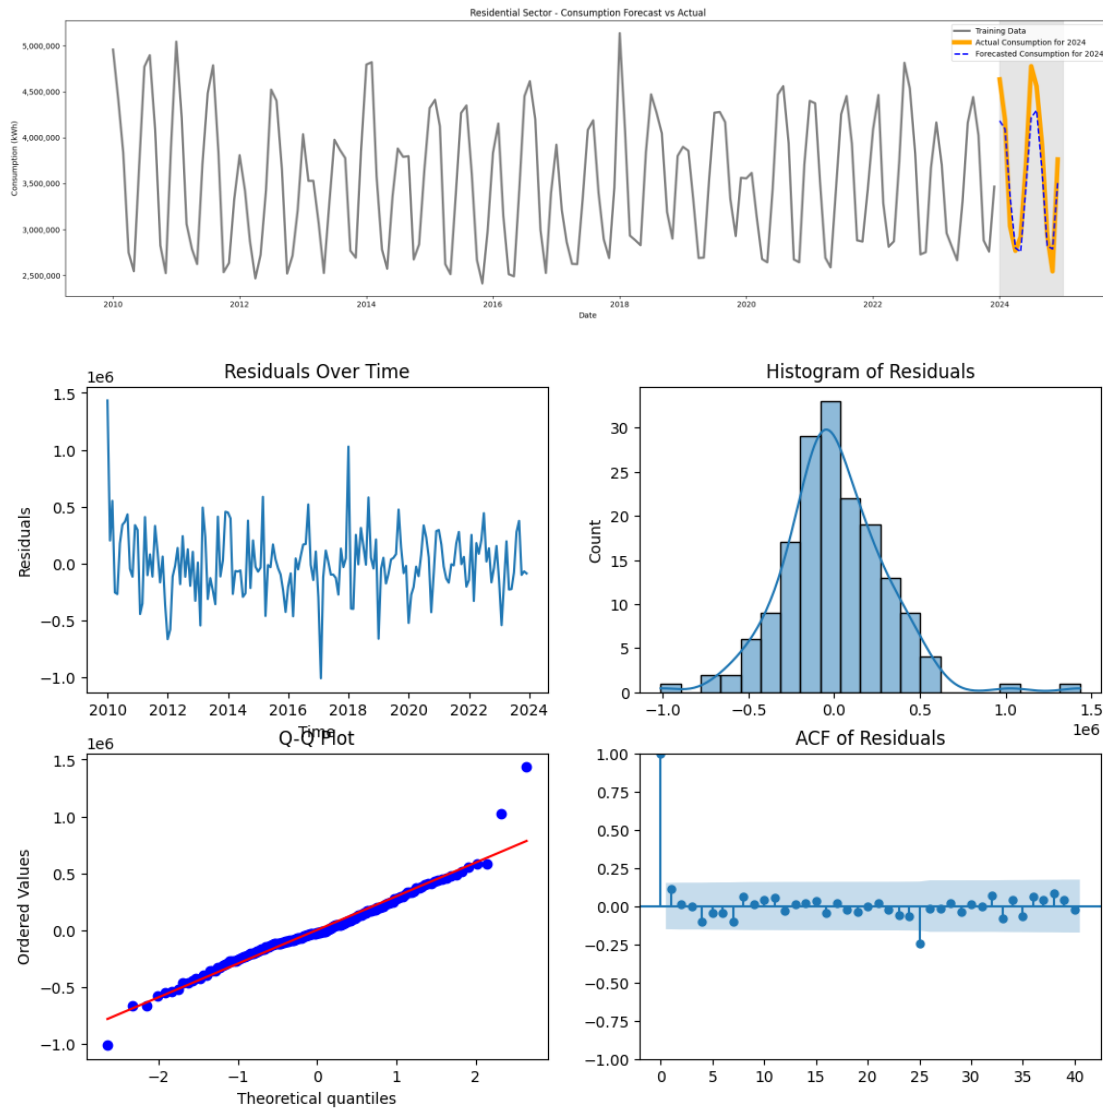 Residential Sector - Consumption Forecast vs Actual
Training Data
Actual Consumption for 2024
Forecasted Consumption for 2024
Consumption (kWh)
5,000,000
4,500,000
4,000,000
3,500,000
3,000,000
2,500,000
2010 2012 2014 2016 2018 2020 2022 2024
Date
Residuals Over Time
1e6
Residuals
1.5
1.0
0.5
0.0
−0.5
−1.0
2010 2012 2014 2016 2018 2020 2022 2024
Time
Histogram of Residuals
Count
30
25
20
15
10
5
0
−1.0 −0.5 0.0 0.5 1.0 1.5
1e6
Q-Q Plot
1e6
Ordered Values
1.5
1.0
0.5
0.0
−0.5
−1.0
−2 −1 0 1 2
Theoretical quantiles
ACF of Residuals
1.00
0.75
0.50
0.25
0.00
−0.25
−0.50
−0.75
−1.00
0 5 10 15 20 25 30 35 40